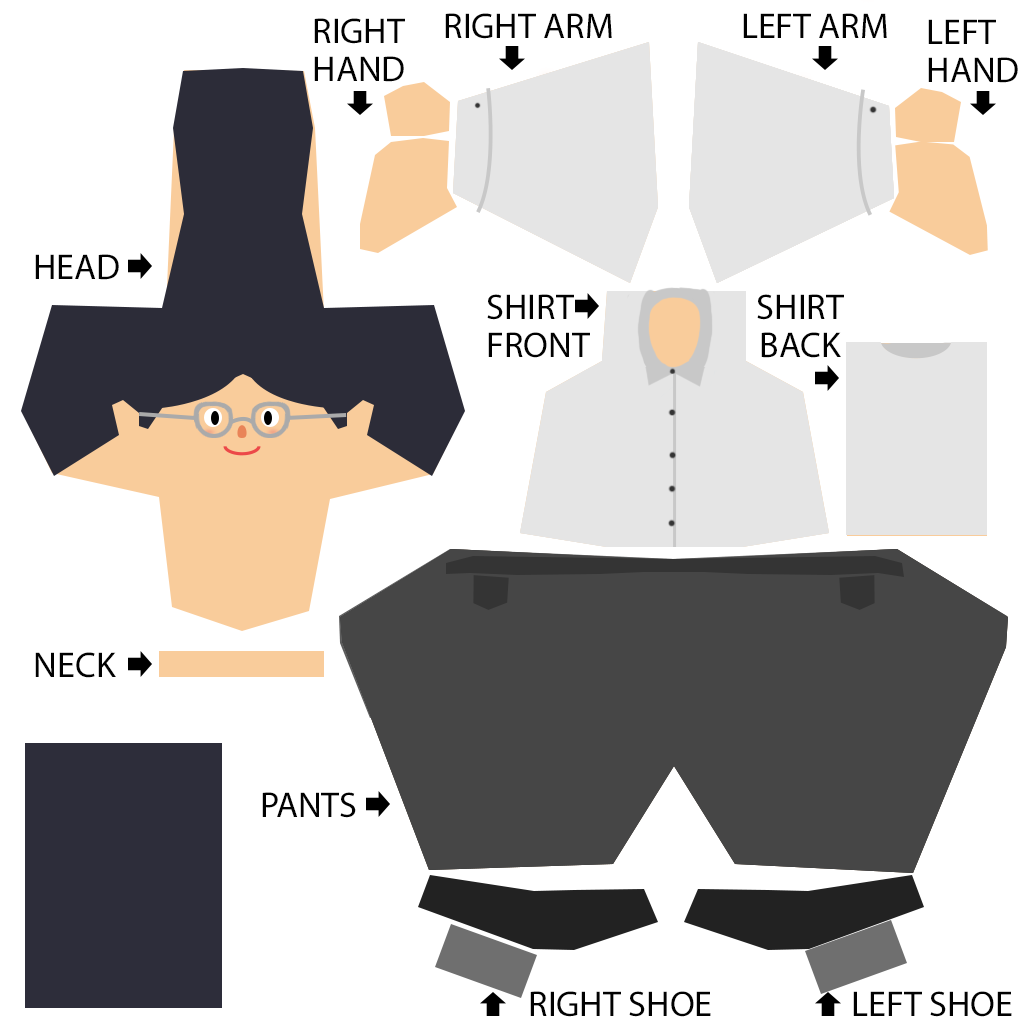 RIGHT
HAND
RIGHT ARM
LEFT ARM
LEFT
HAND
HEAD
SHIRT
FRONT
SHIRT
BACK
NECK
PANTS
RIGHT SHOE
LEFT SHOE